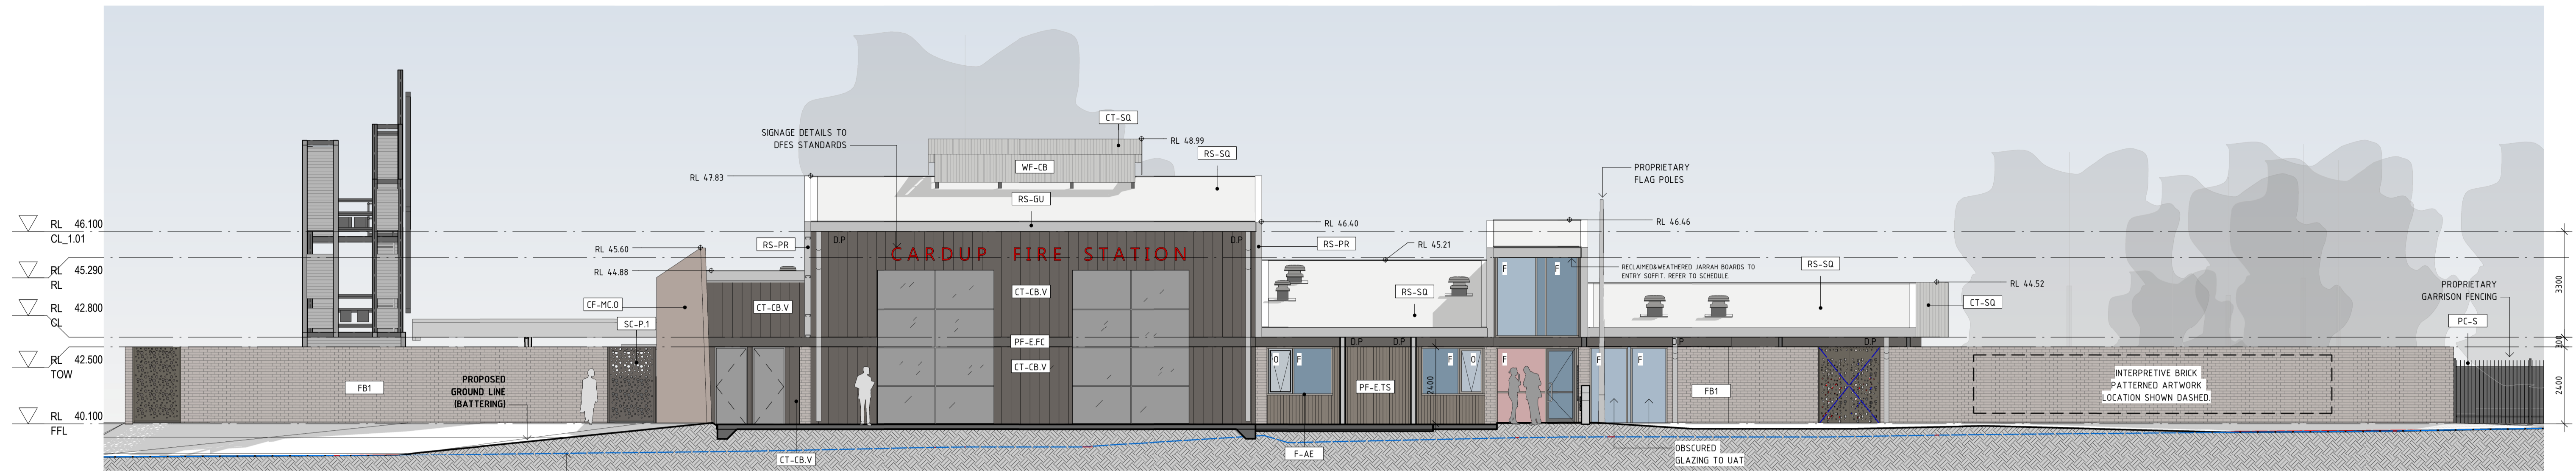 CT-SQ
SIGNAGE DETAILS TO
DFES STANDARDS
RL 48.99
RS-SQ
WF-CB
PROPRIETARY
FLAG POLES
RL 47.83
RS-GU
RL 46.100
CL_1.01
RL 46.40
RL 46.46
RL 45.60
RS-PR
D.P
D.P
RS-PR
RL 45.21
CARDUP FIRE STATION
RL 45.290
RL
RL 44.88
F
F
RECLAIMED&WEATHERED JARRAH BOARDS TO
ENTRY SOFFIT. REFER TO SCHEDULE.
RS-SQ
RL 44.52
PROPRIETARY
GARRISON FENCING
3300
CF-MC.O
CT-CB.V
CT-CB.V
RS-SQ
CT-SQ
RL 42.800
CL
SC-P.1
PC-S
PF-E.FC
D.P
D.P
D.P
D.P
300
RL 42.500
TOW
O
F
F
O
F
F
F
CT-CB.V
FB1
PROPOSED
GROUND LINE
(BATTERING)
PF-E.TS
2400
FB1
INTERPRETIVE BRICK
PATTERNED ARTWORK
LOCATION SHOWN DASHED.
2400
RL 40.100
FFL
CT-CB.V
F-AE
OBSCURED
GLAZING TO UAT